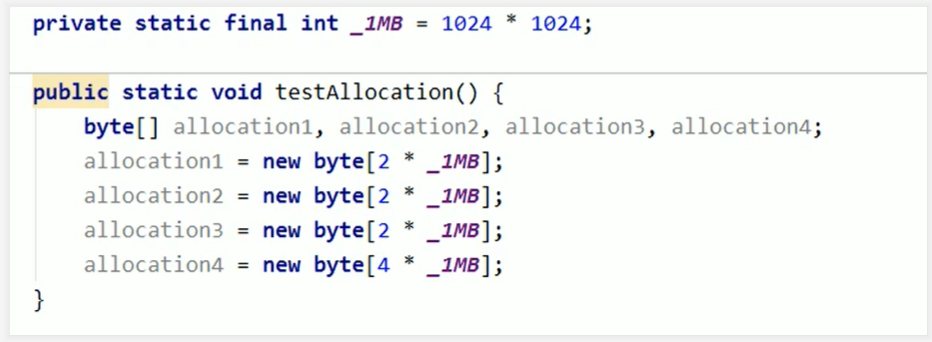 private static final int _1MB = 1024 * 1024;
public static void testAllocation() {
byte[] allocation1, allocation2, allocation3, allocation4;
allocation1 = new byte[2 * _1MB];
allocation2 = new byte[2 * _1MB];
allocation3 = new byte[2 * _1MB];
allocation4 = new byte[4 * _1MB];
}